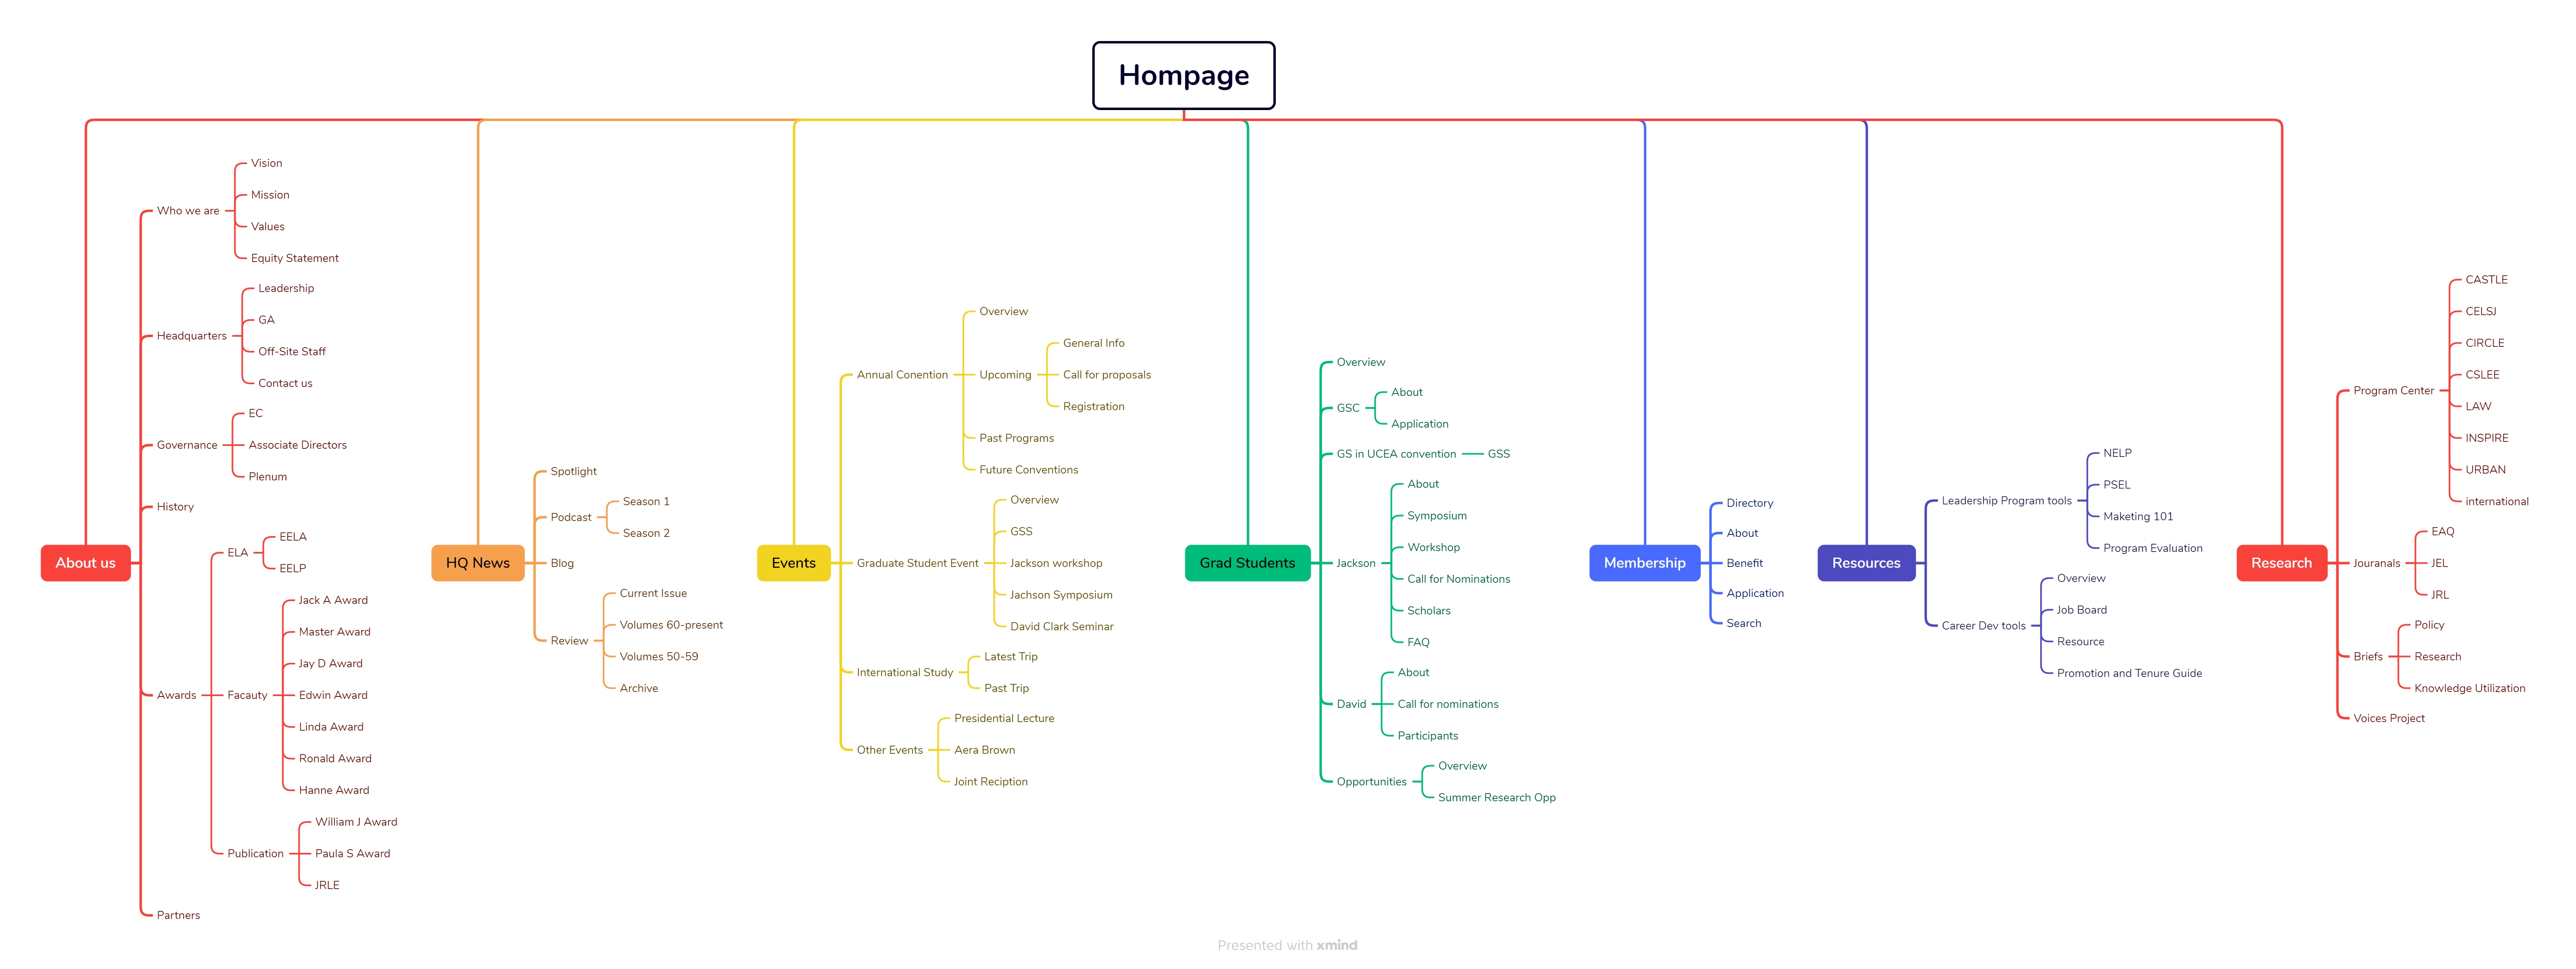 Hompage
About us
Who we are
Vision
Mission
Values
Equity Statement
Headquarters
Leadership
GA
Off-Site Staff
Contact us
Governance
EC
Associate Directors
Plenum
History
Awards
ELA
EELA
EELP
Facauty
Jack A Award
Master Award
Jay D Award
Edwin Award
Linda Award
Ronald Award
Hanne Award
Publication
William J Award
Paula S Award
JRLE
Partners
HQ News
Spotlight
Podcast
Season 1
Season 2
Blog
Review
Current Issue
Volumes 60-present
Volumes 50-59
Archive
Events
Annual Conention
Overview
Upcoming
General Info
Call for proposals
Registration
Past Programs
Future Conventions
Graduate Student Event
Overview
GSS
Jackson workshop
Jachson Symposium
David Clark Seminar
International Study
Latest Trip
Past Trip
Other Events
Presidential Lecture
Aera Brown
Joint Reciption
Grad Students
Overview
GSC
About
Application
GS in UCEA convention
GSS
Jackson
About
Symposium
Workshop
Call for Nominations
Scholars
FAQ
David
About
Call for nominations
Participants
Opportunities
Overview
Summer Research Opp
Membership
Directory
About
Benefit
Application
Search
Resources
Leadership Program tools
NELP
PSEL
Maketing 101
Program Evaluation
Career Dev tools
Overview
Job Board
Resource
Promotion and Tenure Guide
Research
Program Center
CASTLE
CELSJ
CIRCLE
CSLEE
LAW
INSPIRE
URBAN
international
Jouranals
EAQ
JEL
JRL
Briefs
Policy
Research
Knowledge Utilization
Voices Project
Presented with xmind